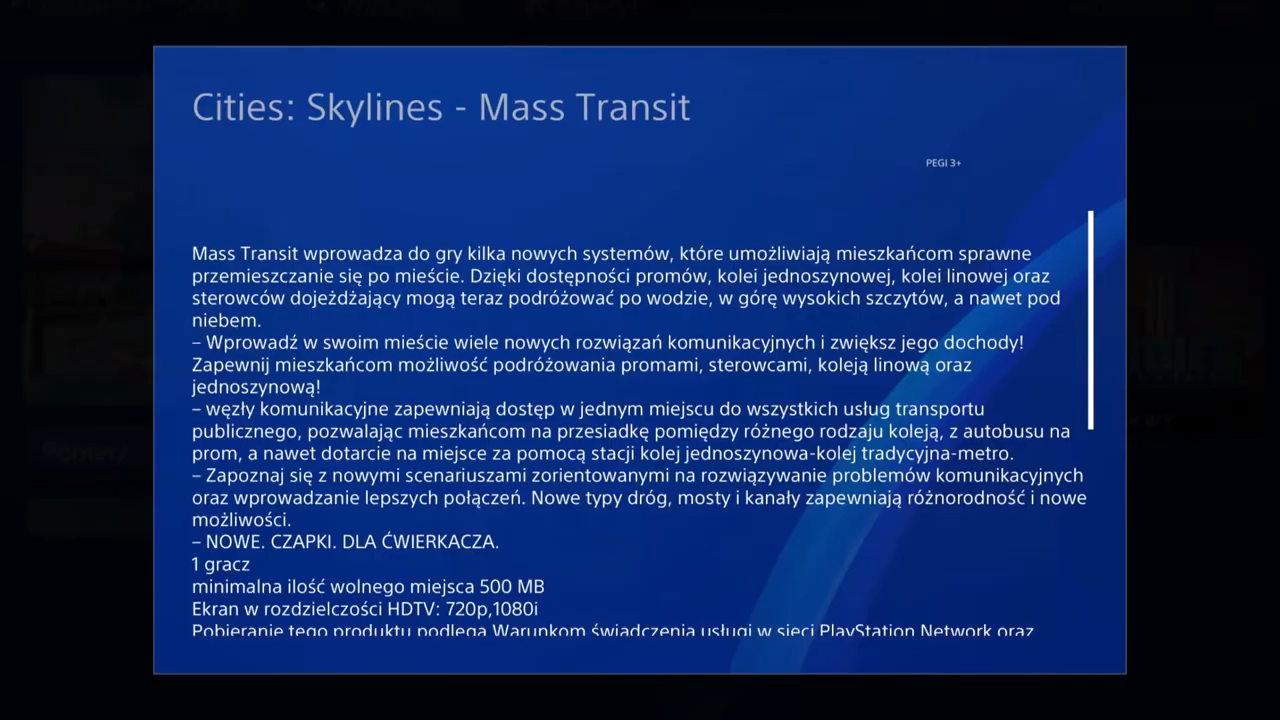 Cities: Skylines - Mass Transit
PEGI 3+
Mass Transit wprowadza do gry kilka nowych systemów, które umożliwiają mieszkańcom sprawne
przemieszczanie się po mieście. Dzięki dostępności promów, kolei jednoszynowej, kolei linowej oraz
sterowców dojeżdżający mogą teraz podróżować po wodzie, w górę wysokich szczytów, a nawet pod
niebem.
– Wprowadź w swoim mieście wiele nowych rozwiązań komunikacyjnych i zwiększ jego dochody!
Zapewnij mieszkańcom możliwość podróżowania promami, sterowcami, koleją linową oraz
jednoszynową!
– węzły komunikacyjne zapewniają dostęp w jednym miejscu do wszystkich usług transportu
publicznego, pozwalając mieszkańcom na przesiadkę pomiędzy różnego rodzaju koleją, z autobusu na
prom, a nawet dotarcie na miejsce za pomocą stacji kolej jednoszynowa-kolej tradycyjna-metro.
– Zapoznaj się z nowymi scenariuszami zorientowanymi na rozwiązywanie problemów komunikacyjnych
oraz wprowadzanie lepszych połączeń. Nowe typy dróg, mosty i kanały zapewniają różnorodność i nowe
możliwości.
– NOWE. CZAPKI. DLA ĆWIERKACZA.
1 gracz
minimalna ilość wolnego miejsca 500 MB
Ekran w rozdzielczości HDTV: 720p,1080i
Pobieranie tego produktu podlega Warunkom świadczenia usługi w sieci PlayStation Network oraz